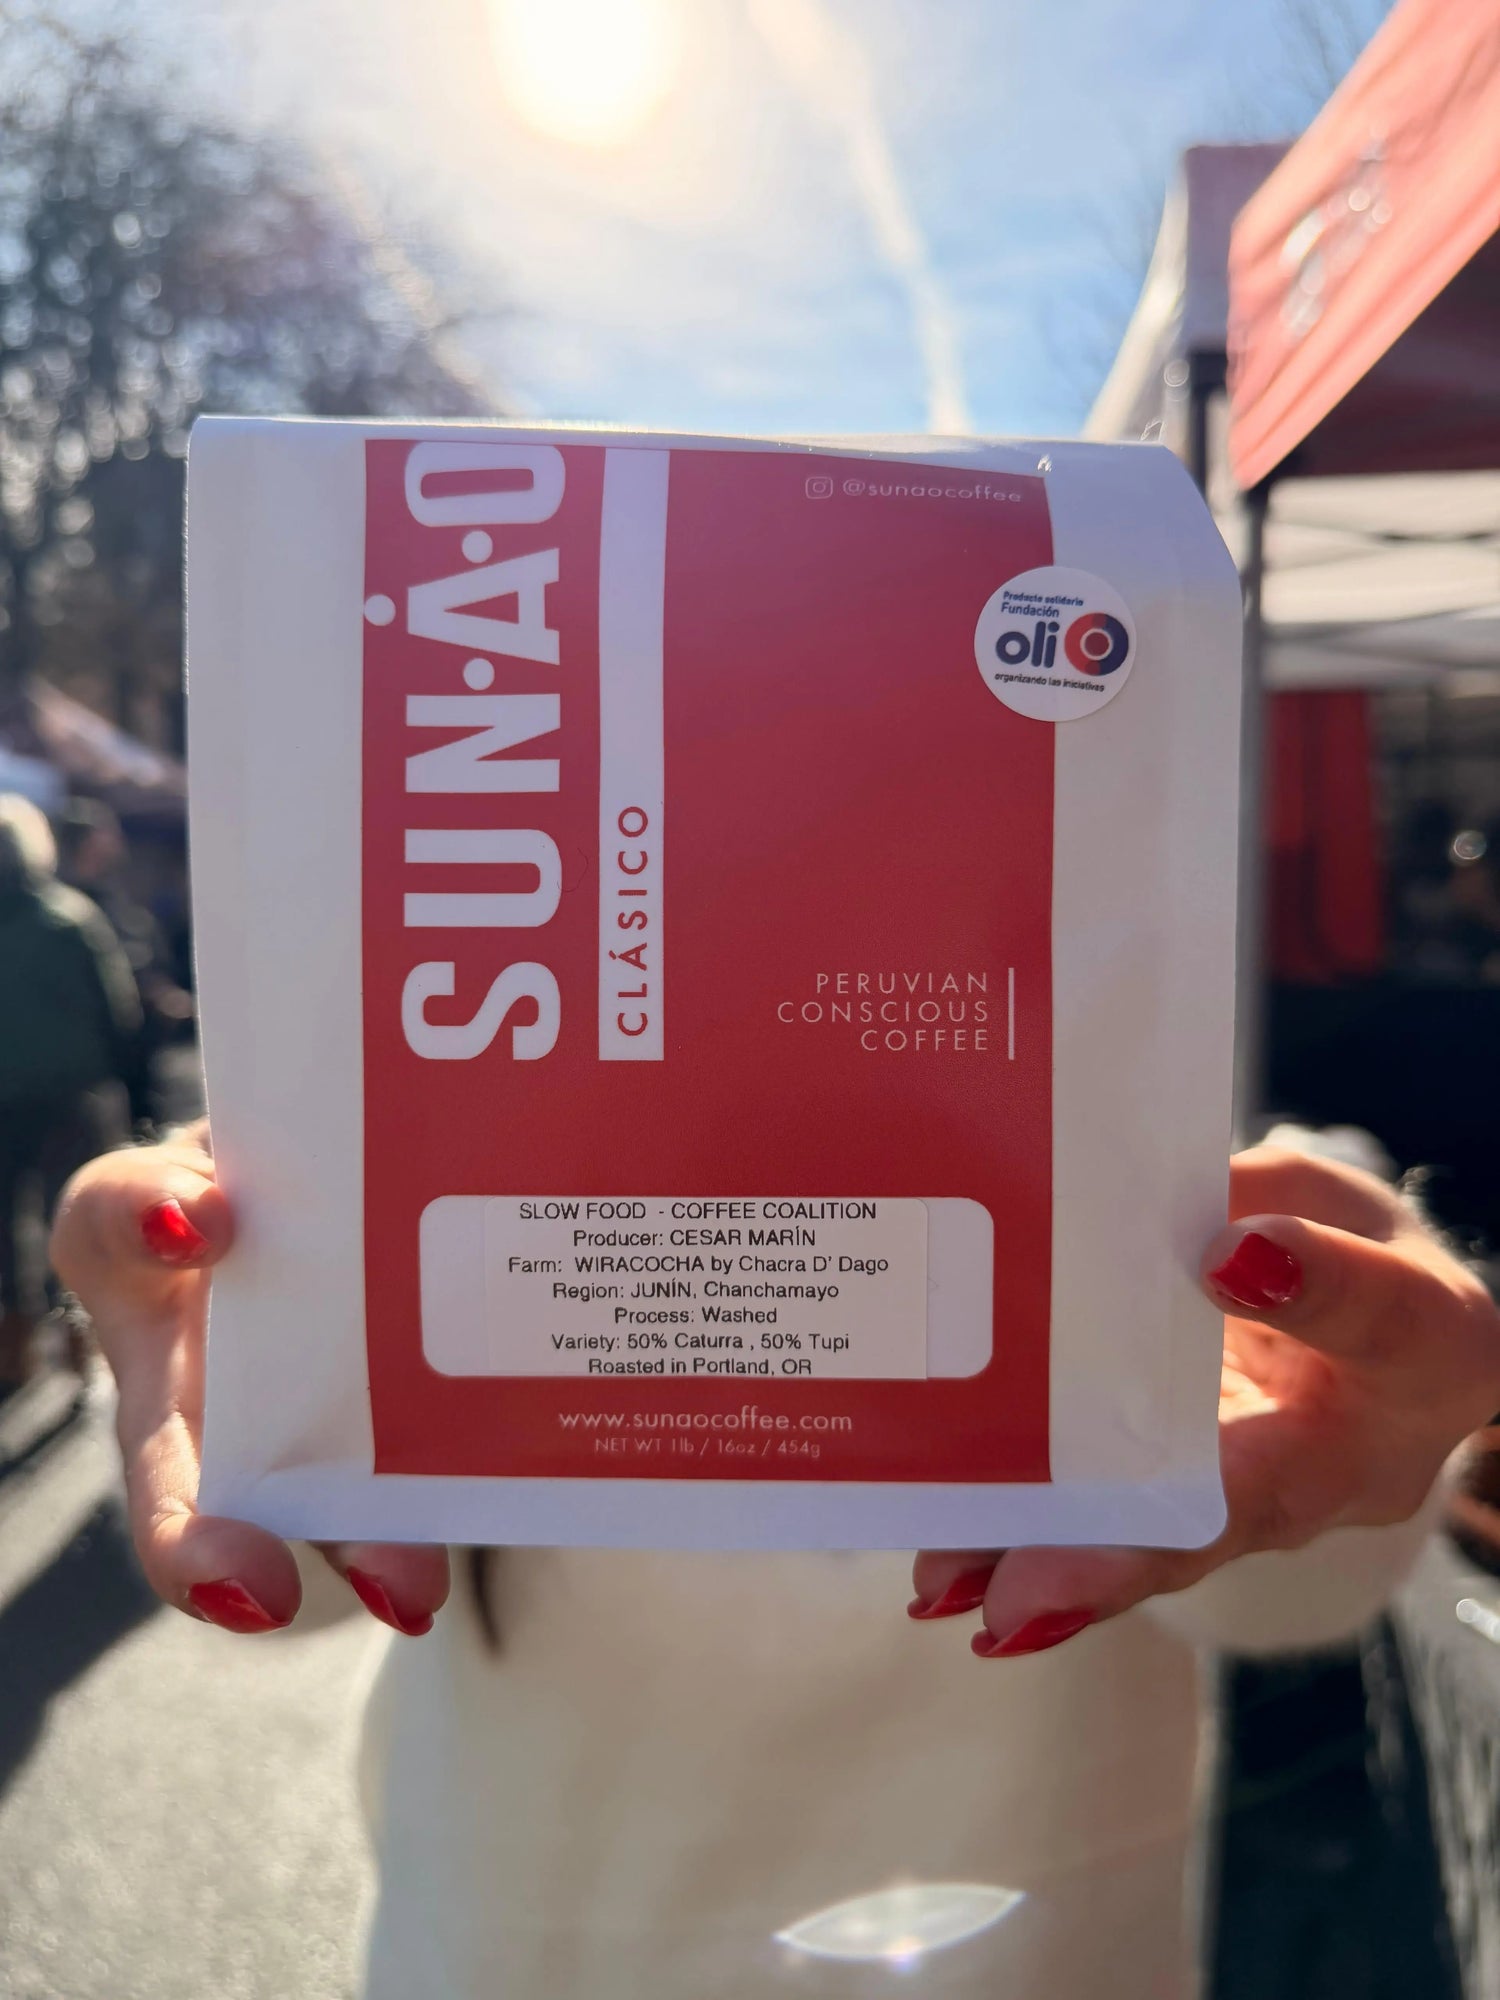 SUNAO
CLÁSICO
@sunaocoffee
Producto solidario
Fundación
oli
organizando las iniciativas
PERUVIAN
CONSCIOUS
COFFEE
SLOW FOOD - COFFEE COALITION
Producer: CESAR MARÍN
Farm: WIRACOCHA by Chacra D' Dago
Region: JUNÍN, Chanchamayo
Process: Washed
Variety: 50% Caturra , 50% Tupi
Roasted in Portland, OR
www.sunaocoffee.com
NET WT 1lb / 16oz / 454g